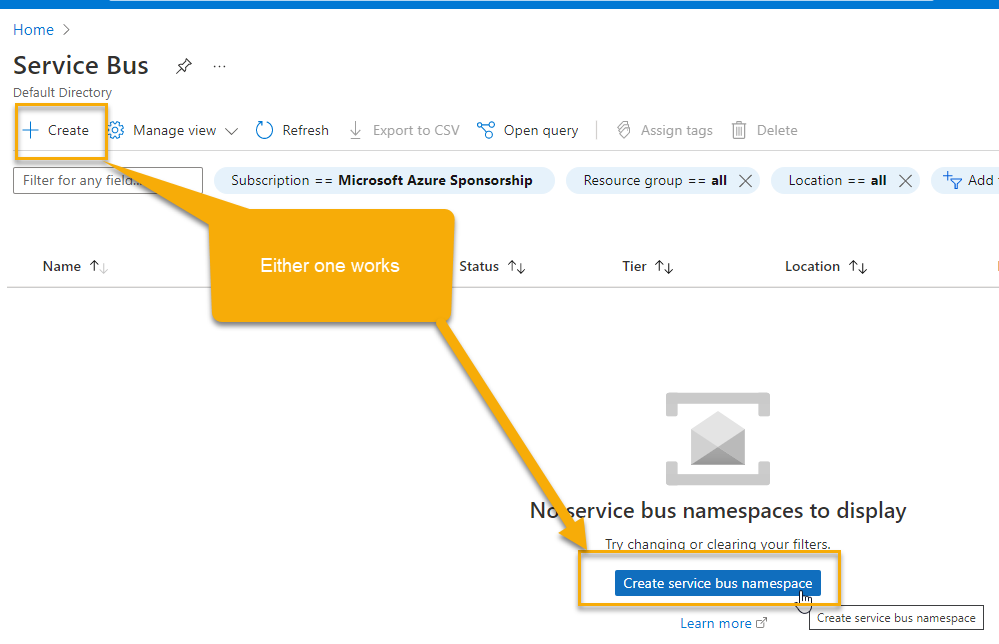 Home
Service Bus
Default Directory
Create Manage view Refresh Export to CSV Open query Assign tags Delete
Filter for any field... Subscription == Microsoft Azure Sponsorship Resource group == all Location == all Add
Either one works
Name Status Tier Location
No service bus namespaces to display
Try changing or clearing your filters.
Create service bus namespace
Create service bus namespace
Learn more